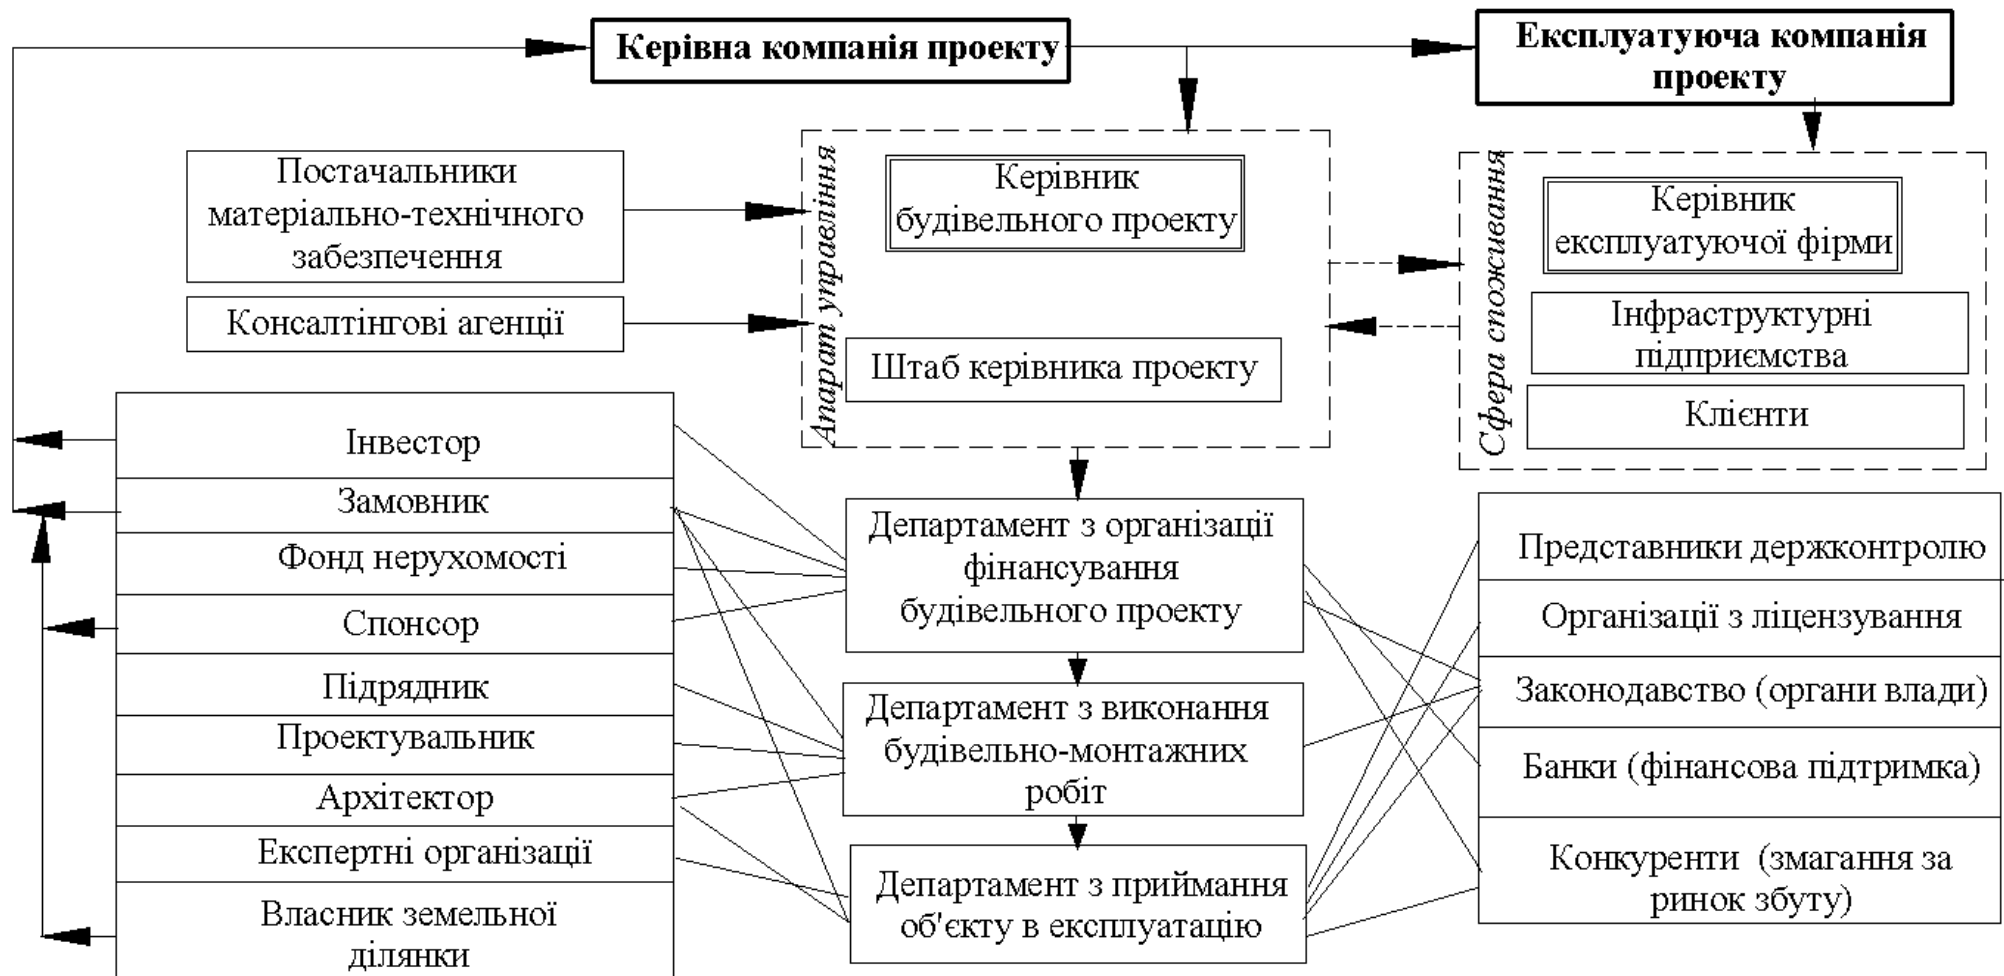 Керівна компанія проекту
Експлуатуюча компанія
проекту
Постачальники
матеріально-технічного
забезпечення
Консалтінгові агенції
Апарат управління
Керівник
будівельного проекту
Штаб керівника проекту
Сфера споживання
Керівник
експлуатуючої фірми
Інфраструктурні
підприємства
Клієнти
Інвестор
Замовник
Фонд нерухомості
Спонсор
Підрядник
Проектувальник
Архітектор
Експертні організації
Власник земельної
ділянки
Департамент з організації
фінансування
будівельного проекту
Департамент з виконання
будівельно-монтажних
робіт
Департамент з приймання
об'єкту в експлуатацію
Представники держконтролю
Організації з ліцензування
Законодавство (органи влади)
Банки (фінансова підтримка)
Конкуренти (змагання за
ринок збуту)